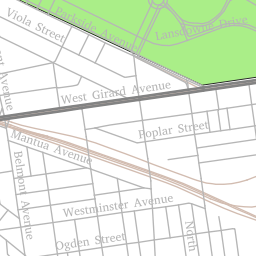 Viola Street
Parkside Avenue
Lansdowne Drive
West Girard Avenue
Poplar Street
Mantua Avenue
Belmont Avenue
Westminster Avenue
Ogden Street
North
Avenue